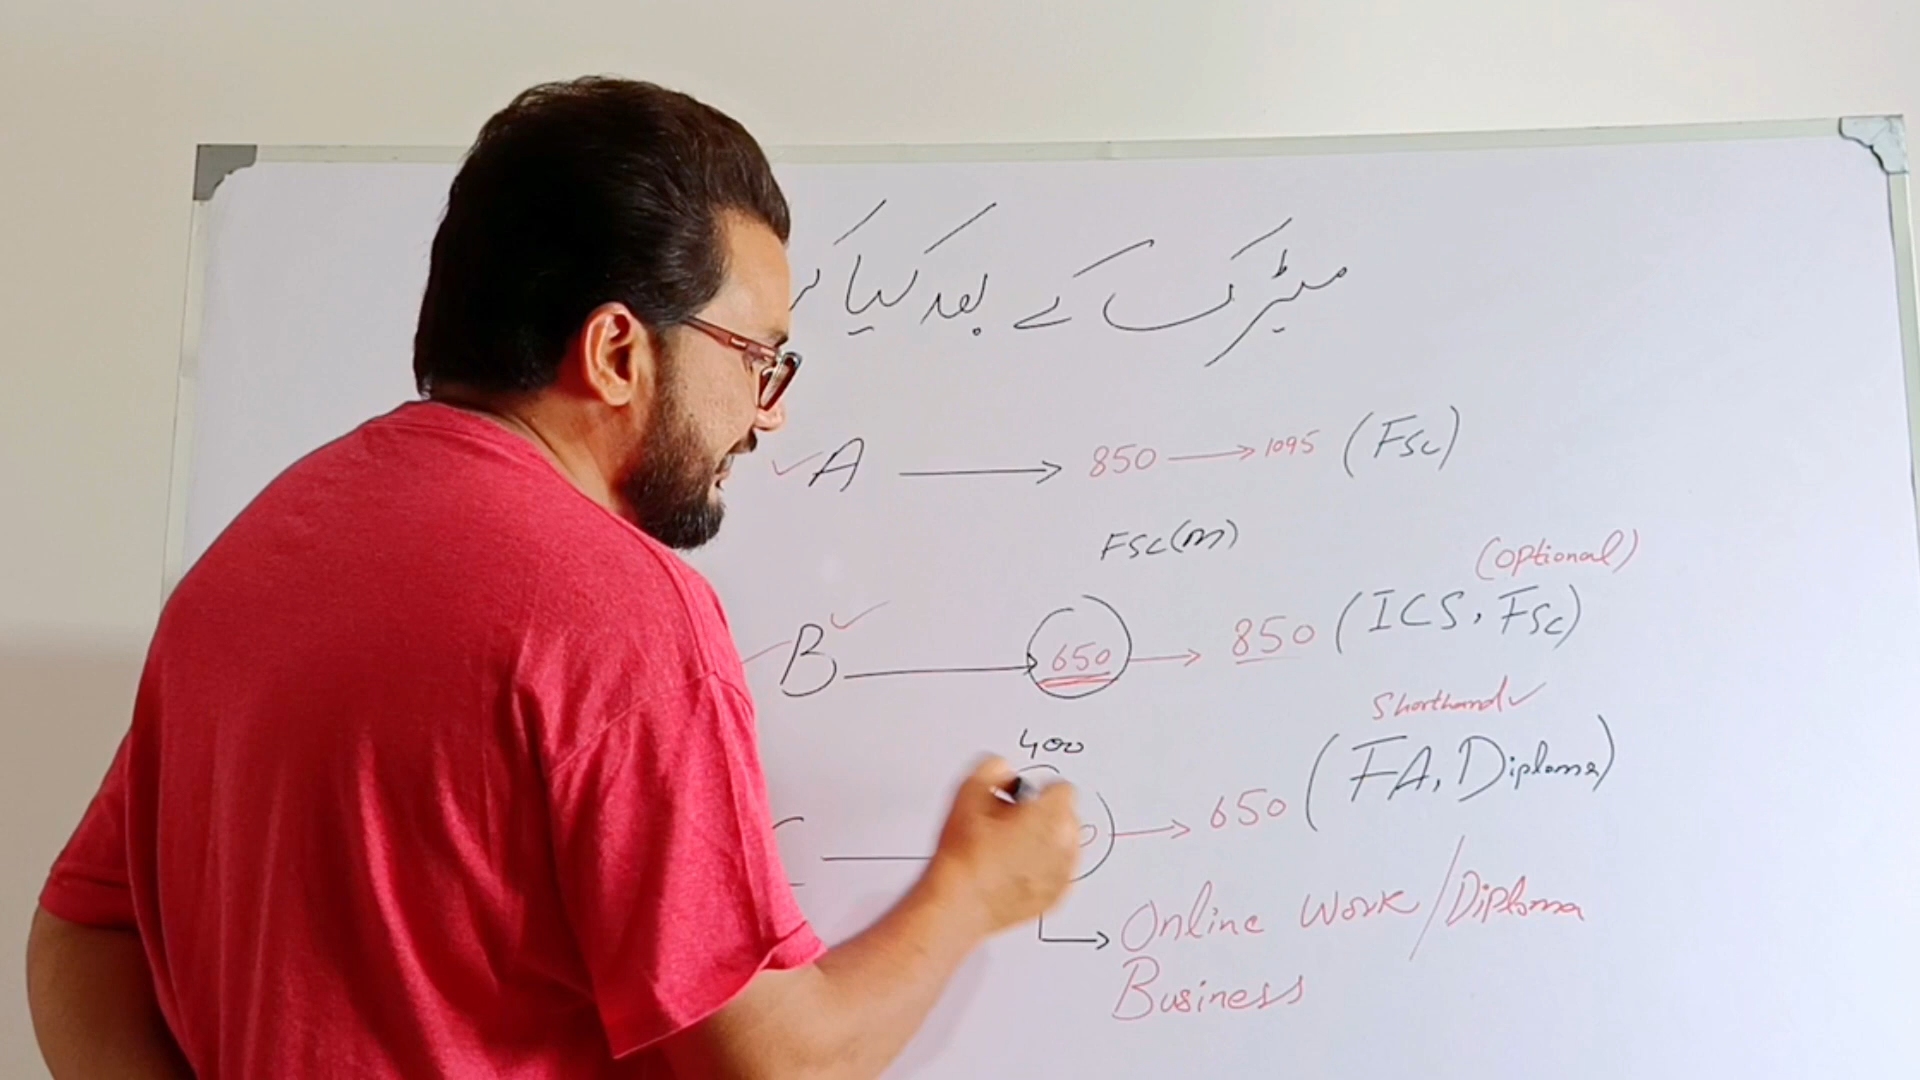 میٹرک کے بعد کیا
A → 850 → 1095 (FSc)
FSC(m)
(optional)
B → 650 → 850 (ICS, FSc)
Shorthand
400
→ 650 (FA, Diploma)
Online Work/Diploma
Business